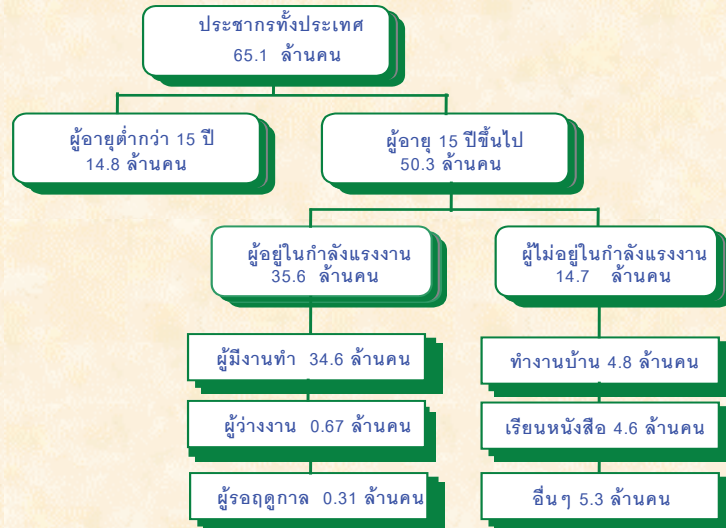 ประชากรทั้งประเทศ
65.1 ล้านคน
ผู้อายุต่ำกว่า 15 ปี
14.8 ล้านคน
ผู้อายุ 15 ปีขึ้นไป
50.3 ล้านคน
ผู้อยู่ในกำลังแรงงาน
35.6 ล้านคน
ผู้ไม่อยู่ในกำลังแรงงาน
14.7 ล้านคน
ผู้มีงานทำ 34.6 ล้านคน
ทำงานบ้าน 4.8 ล้านคน
ผู้ว่างงาน 0.67 ล้านคน
เรียนหนังสือ 4.6 ล้านคน
ผู้รอฤดูกาล 0.31 ล้านคน
อื่นๆ 5.3 ล้านคน